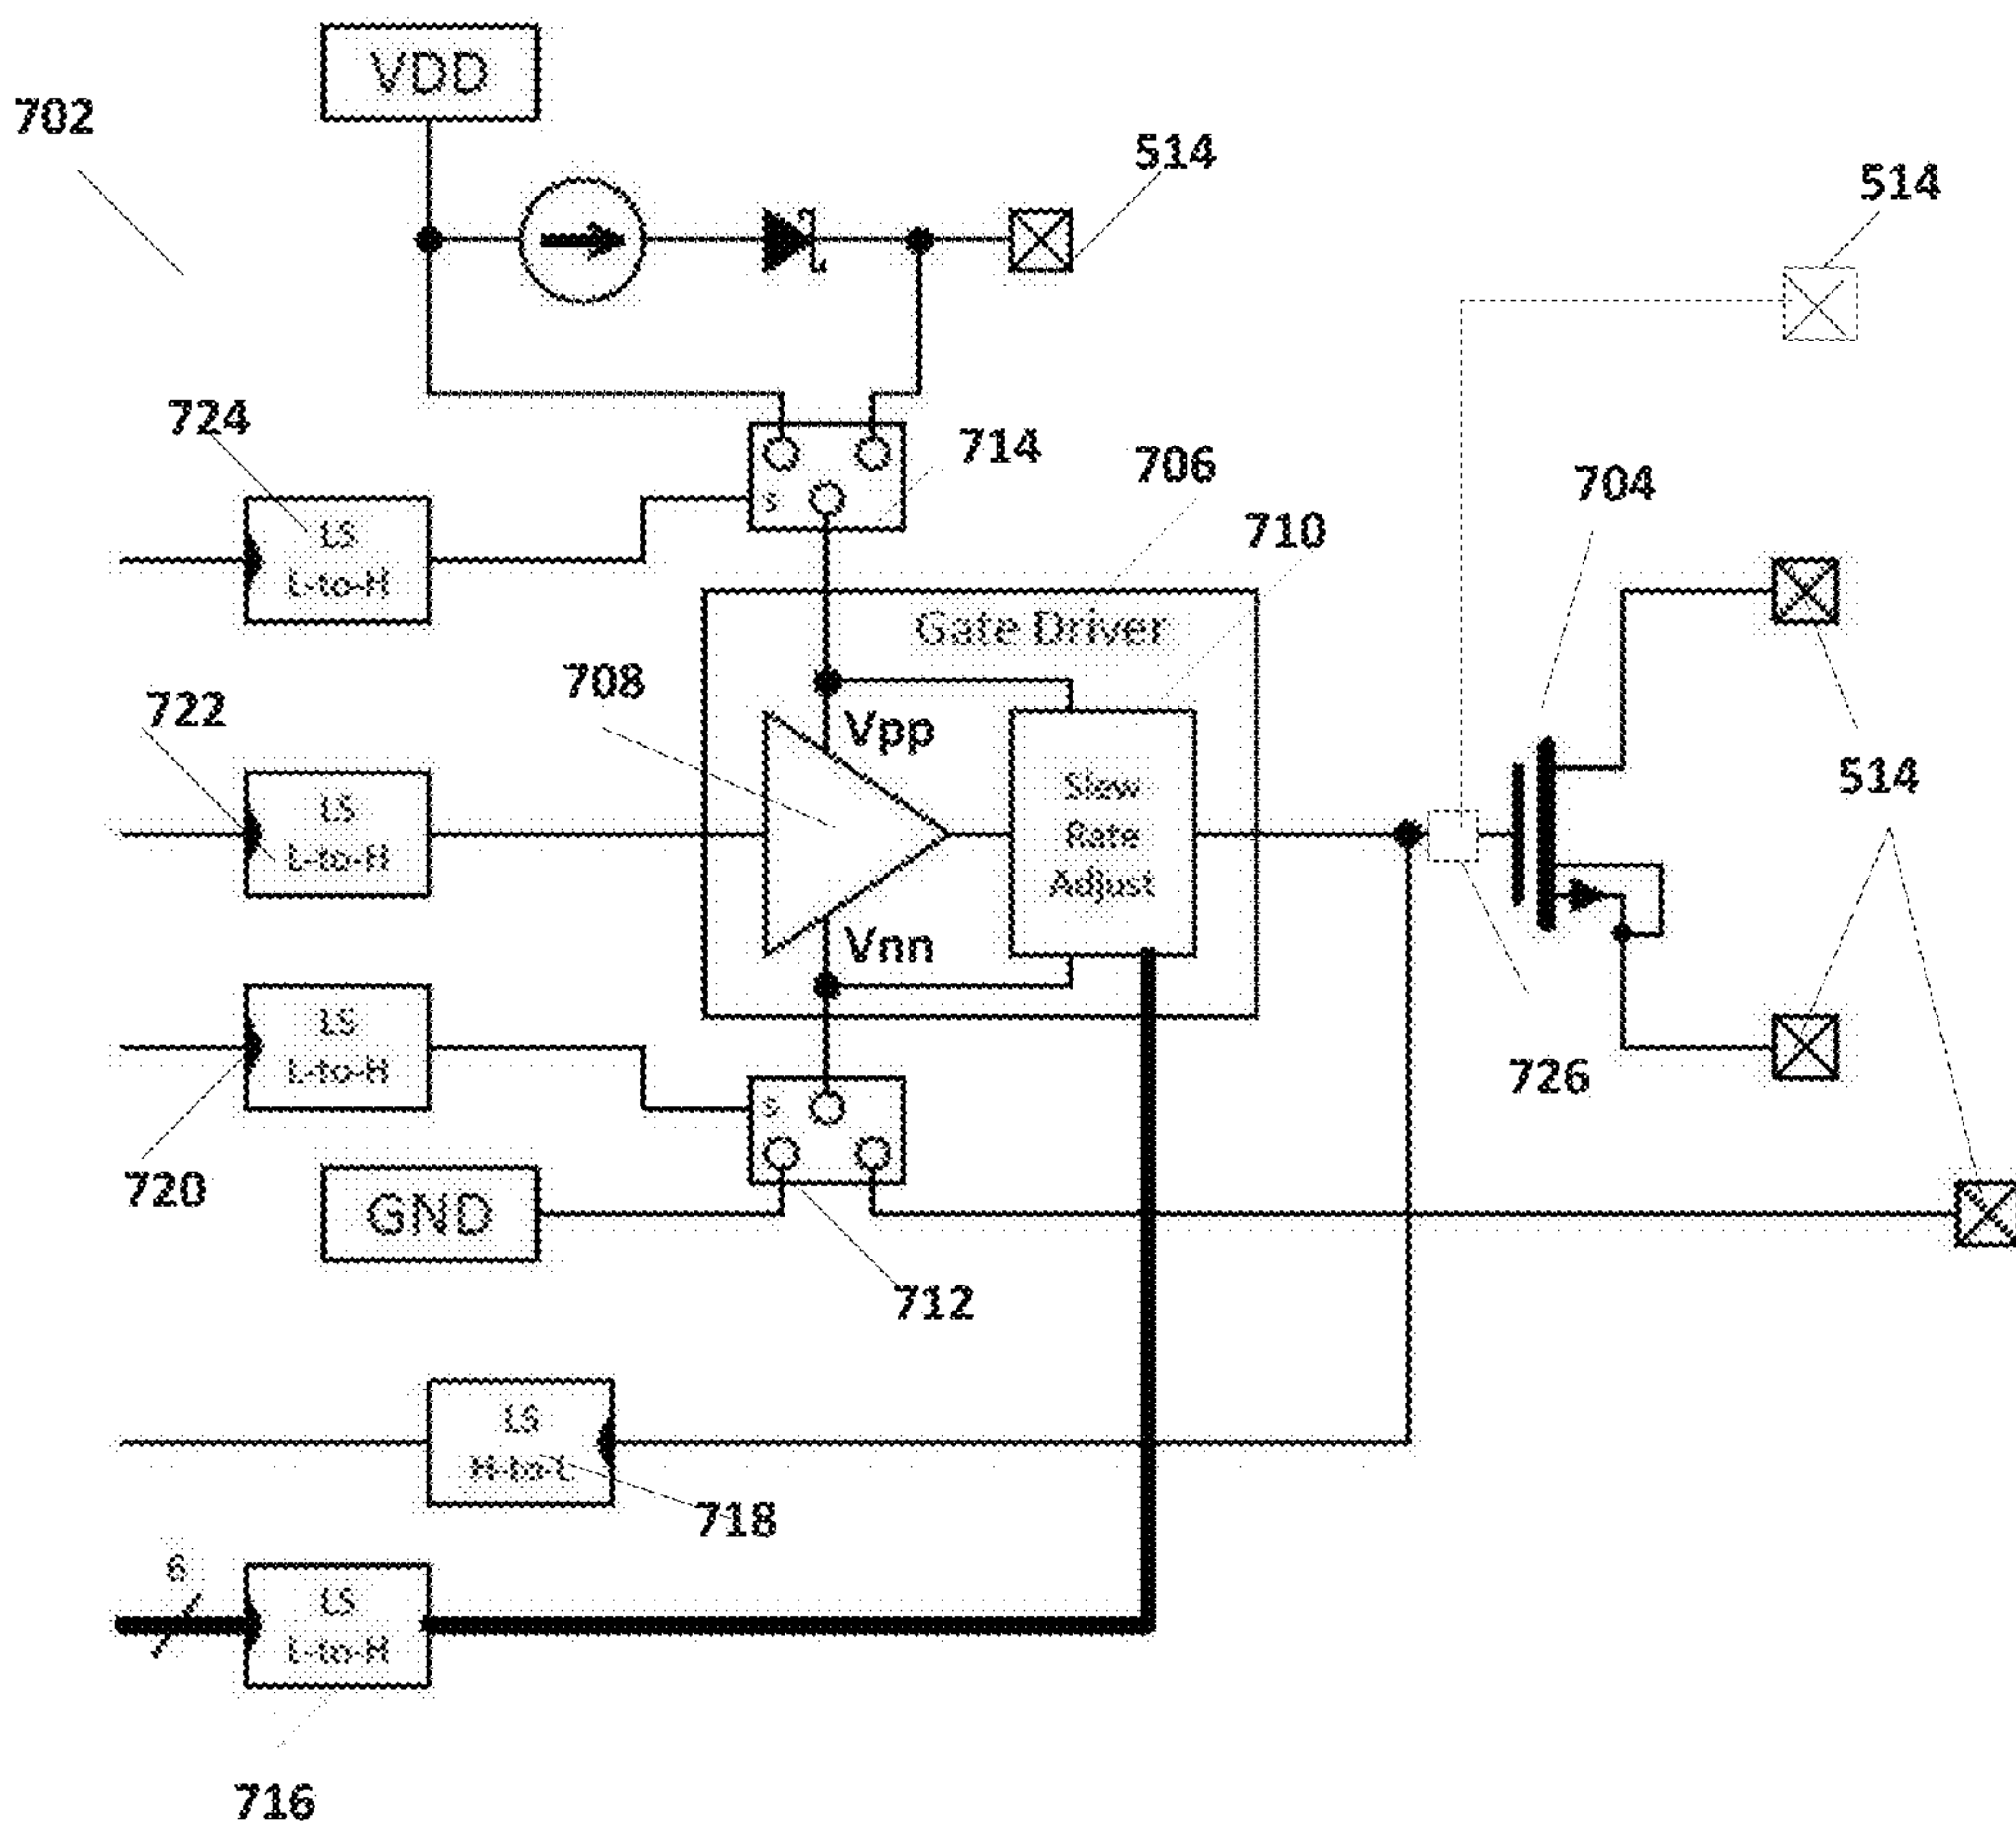 VDD
702
514
514
724
714
706
704
LS
L-to-H
s
710
Gate Driver
708
722
Vpp
514
LS
L-to-H
Slew
Rate
Adjust
Vnn
LS
L-to-H
s
726
720
GND
712
LS
H-to-L
718
6
LS
L-to-H
716